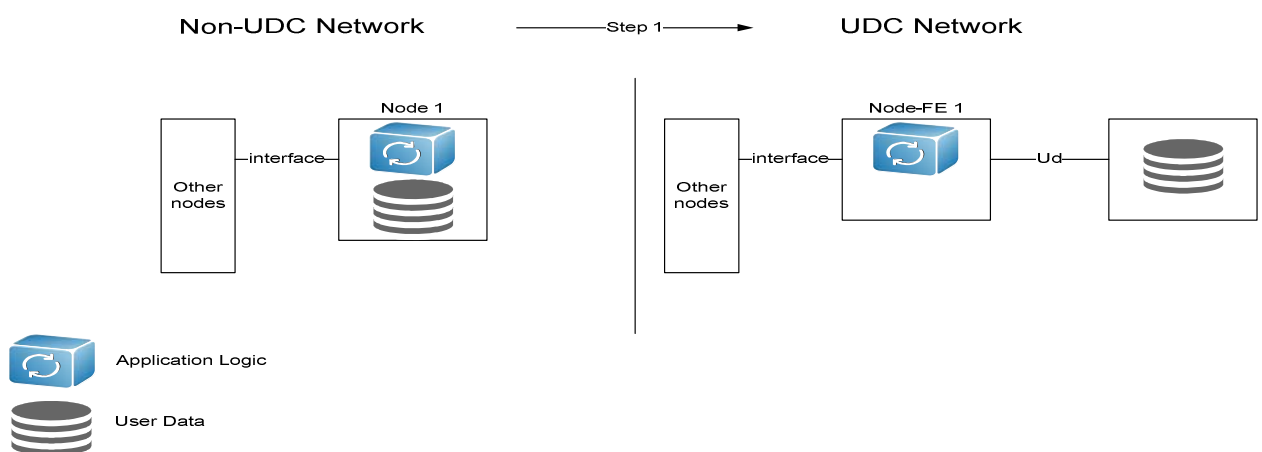 Non-UDC Network
Step 1
UDC Network
Node 1
interface
Other
nodes
Node-FE 1
interface
Ud
Other
nodes
Application Logic
User Data